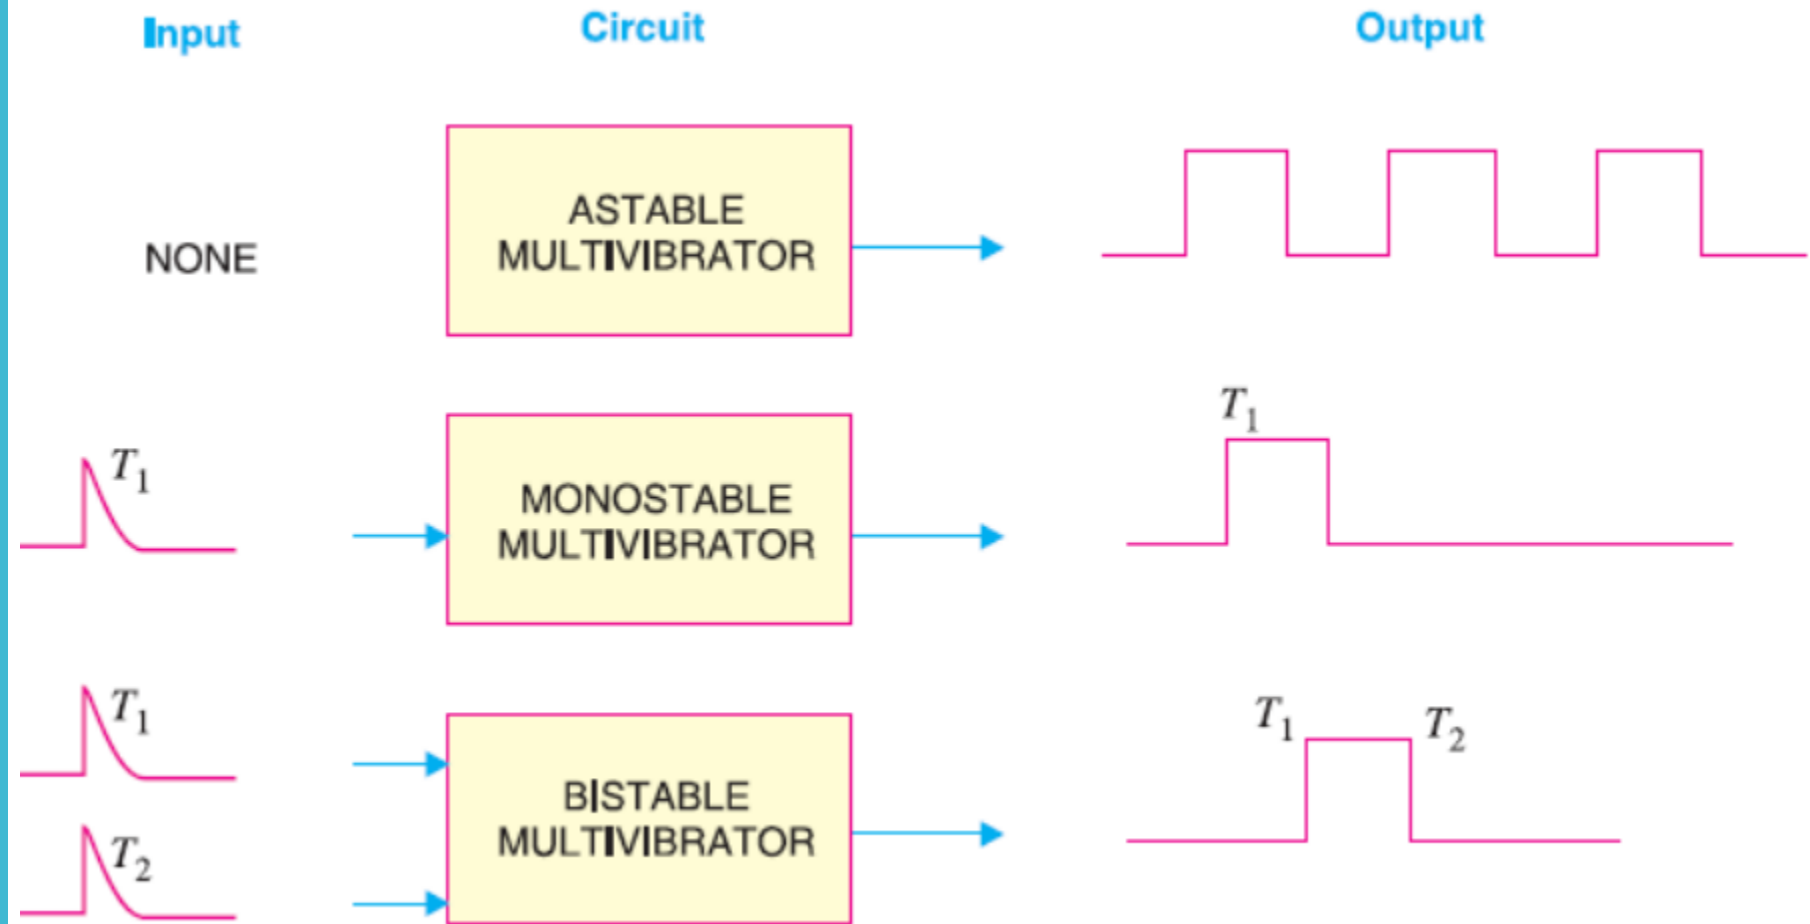 Input
Circuit
Output
NONE
ASTABLE
MULTIVIBRATOR
T1
MONOSTABLE
MULTIVIBRATOR
T1
T1
T2
BISTABLE
MULTIVIBRATOR
T1
T2